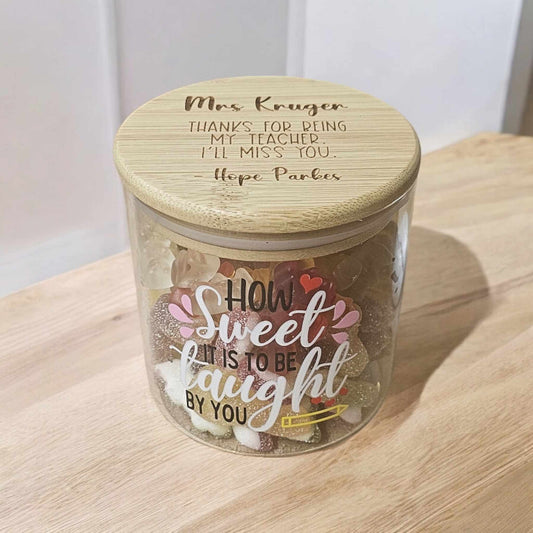 Mrs Kruger
THANKS FOR BEING
MY TEACHER.
I'LL MISS YOU.
- Hope Parkes
HOW
Sweet
IT IS TO BE
taught
BY YOU